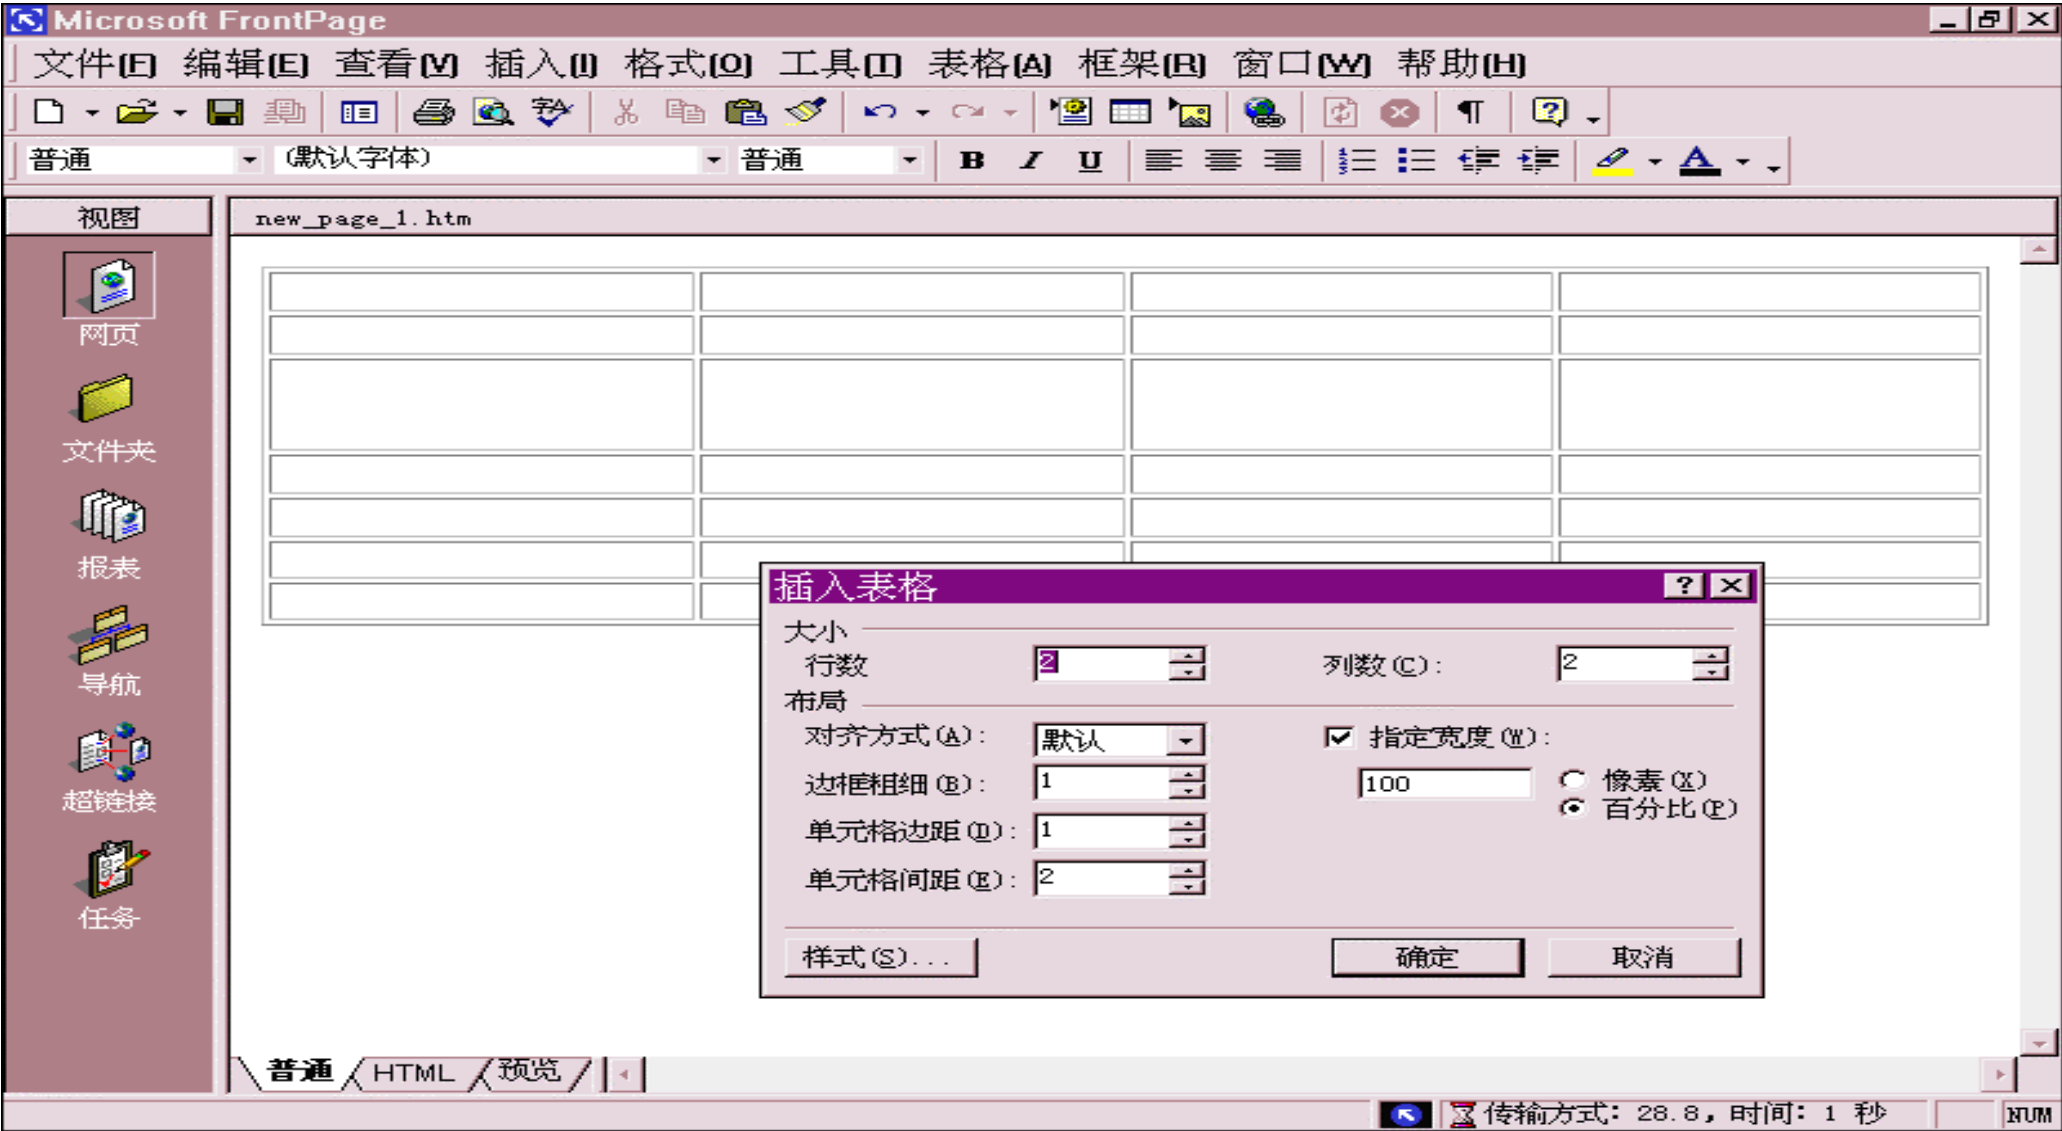 Microsoft FrontPage
文件(F) 编辑(E) 查看(V) 插入(I) 格式(O) 工具(T) 表格(A) 框架(R) 窗口(W) 帮助(H)
普通 (默认字体) 普通 B I U A
视图 new_page_1.htm
网页
文件夹
报表
导航
超链接
任务
插入表格
大小
行数 2 列数(C): 2
布局
对齐方式(A): 默认 指定宽度(W):
边框粗细(B): 1 100 像素(X)
百分比(P)
单元格边距(D): 1
单元格间距(E): 2
样式(S)... 确定 取消
普通 HTML 预览
传输方式: 28.8, 时间: 1 秒 NUM